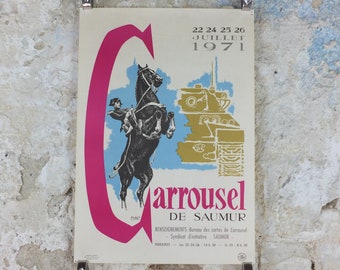 22 24 25 26
JUILLET
1971
Carrousel
DE SAUMUR
RENSEIGNEMENTS: Bureau des cartes du Carrousel
Syndicat d'initiative - SAUMUR -